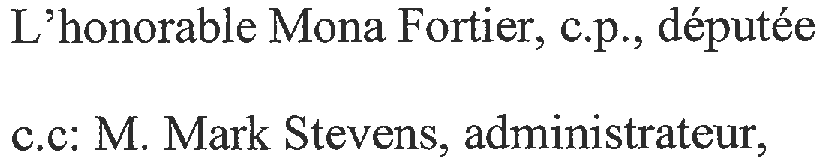 L'honorable Mona Fortier, c.p., députée
c.c: M. Mark Stevens, administrateur,